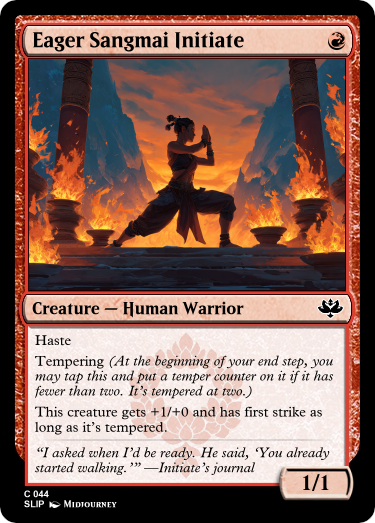 Eager Sangmai Initiate
Creature — Human Warrior
Haste
Tempering (At the beginning of your end step, you
may tap this and put a temper counter on it if it has
fewer than two. It's tempered at two.)
This creature gets +1/+0 and has first strike as
long as it's tempered.
“I asked when I'd be ready. He said, ‘You already
started walking.’” —Initiate's journal
1/1
C 044
SLIP Midjourney